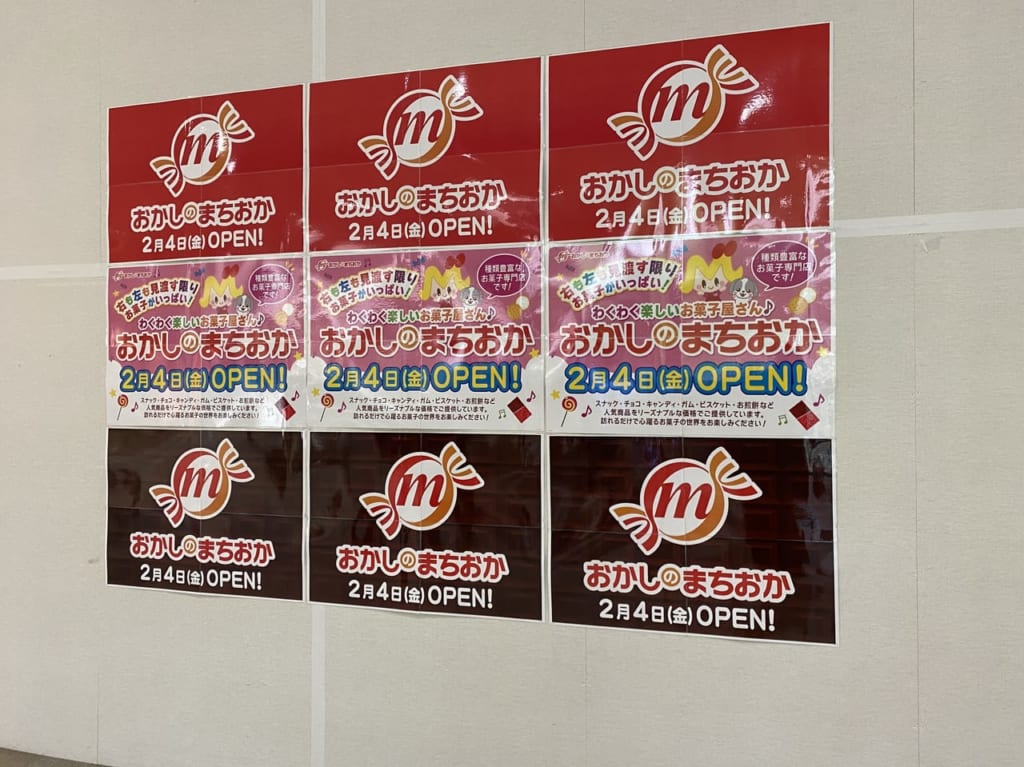 m
おかしのまちおか
2月4日(金)OPEN!
m
おかしのまちおか
2月4日(金)OPEN!
m
おかしのまちおか
2月4日(金)OPEN!
右も左も見渡す限り
お菓子がいっぱい!
種類豊富な
お菓子専門店
です!
わくわく楽しいお菓子屋さん♪
おかしのまちおか
2月4日(金)OPEN!
スナック・チョコ・キャンディ・ガム・ビスケット・お煎餅など
人気商品をリーズナブルな価格でご提供しています。
訪れるだけで心躍るお菓子の世界をお楽しみください!
右も左も見渡す限り
お菓子がいっぱい!
種類豊富な
お菓子専門店
です!
わくわく楽しいお菓子屋さん♪
おかしのまちおか
2月4日(金)OPEN!
スナック・チョコ・キャンディ・ガム・ビスケット・お煎餅など
人気商品をリーズナブルな価格でご提供しています。
訪れるだけで心躍るお菓子の世界をお楽しみください!
右も左も見渡す限り
お菓子がいっぱい!
種類豊富な
お菓子専門店
です!
わくわく楽しいお菓子屋さん♪
おかしのまちおか
2月4日(金)OPEN!
スナック・チョコ・キャンディ・ガム・ビスケット・お煎餅など
人気商品をリーズナブルな価格でご提供しています。
訪れるだけで心躍るお菓子の世界をお楽しみください!
m
おかしのまちおか
2月4日(金)OPEN!
m
おかしのまちおか
2月4日(金)OPEN!
m
おかしのまちおか
2月4日(金)OPEN!